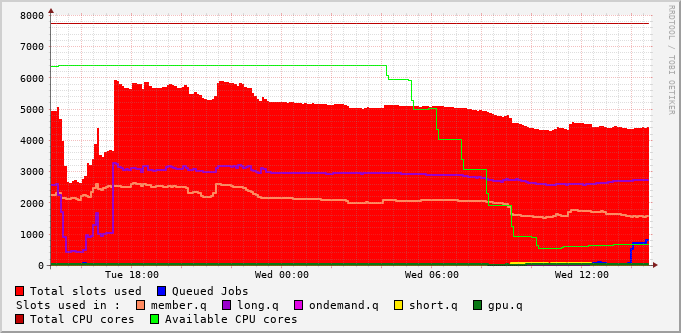 8000
7000
6000
5000
4000
3000
2000
1000
0
Tue 18:00 Wed 00:00 Wed 06:00 Wed 12:00
Total slots used Queued Jobs
Slots used in : member.q long.q ondemand.q short.q gpu.q
Total CPU cores Available CPU cores
RRDTOOL / TOBI OETIKER